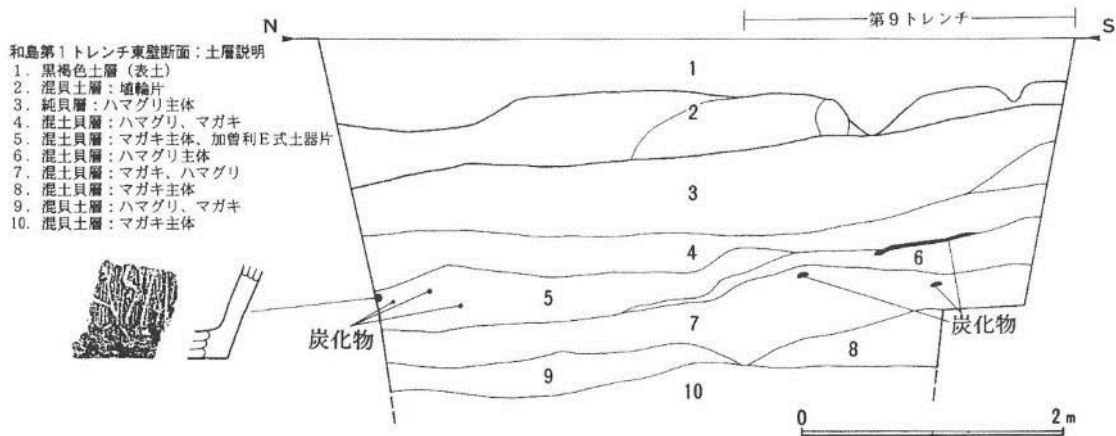 N
├─第9トレンチ─┤
S
和島第1トレンチ東壁断面：土層説明
1. 黒褐色土層（表土）
2. 混貝土層：埴輪片
3. 純貝層：ハマグリ主体
4. 混土貝層：ハマグリ、マガキ
5. 混土貝層：マガキ主体、加曽利E式土器片
6. 混土貝層：ハマグリ主体
7. 混土貝層：マガキ、ハマグリ
8. 混土貝層：マガキ主体
9. 混貝土層：ハマグリ、マガキ
10. 混貝土層：マガキ主体
1
2
3
4
6
5
炭化物
7
炭化物
8
9
10
0
2 m